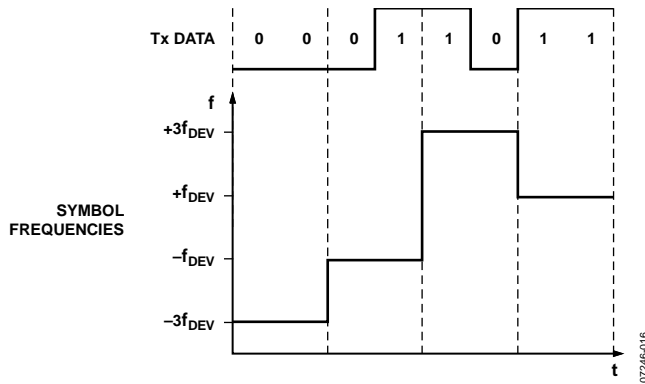 Tx DATA 0 0 0 1 1 0 1 1
f
+3fDEV
+fDEV
SYMBOL
FREQUENCIES
–fDEV
–3fDEV
t
07246-016